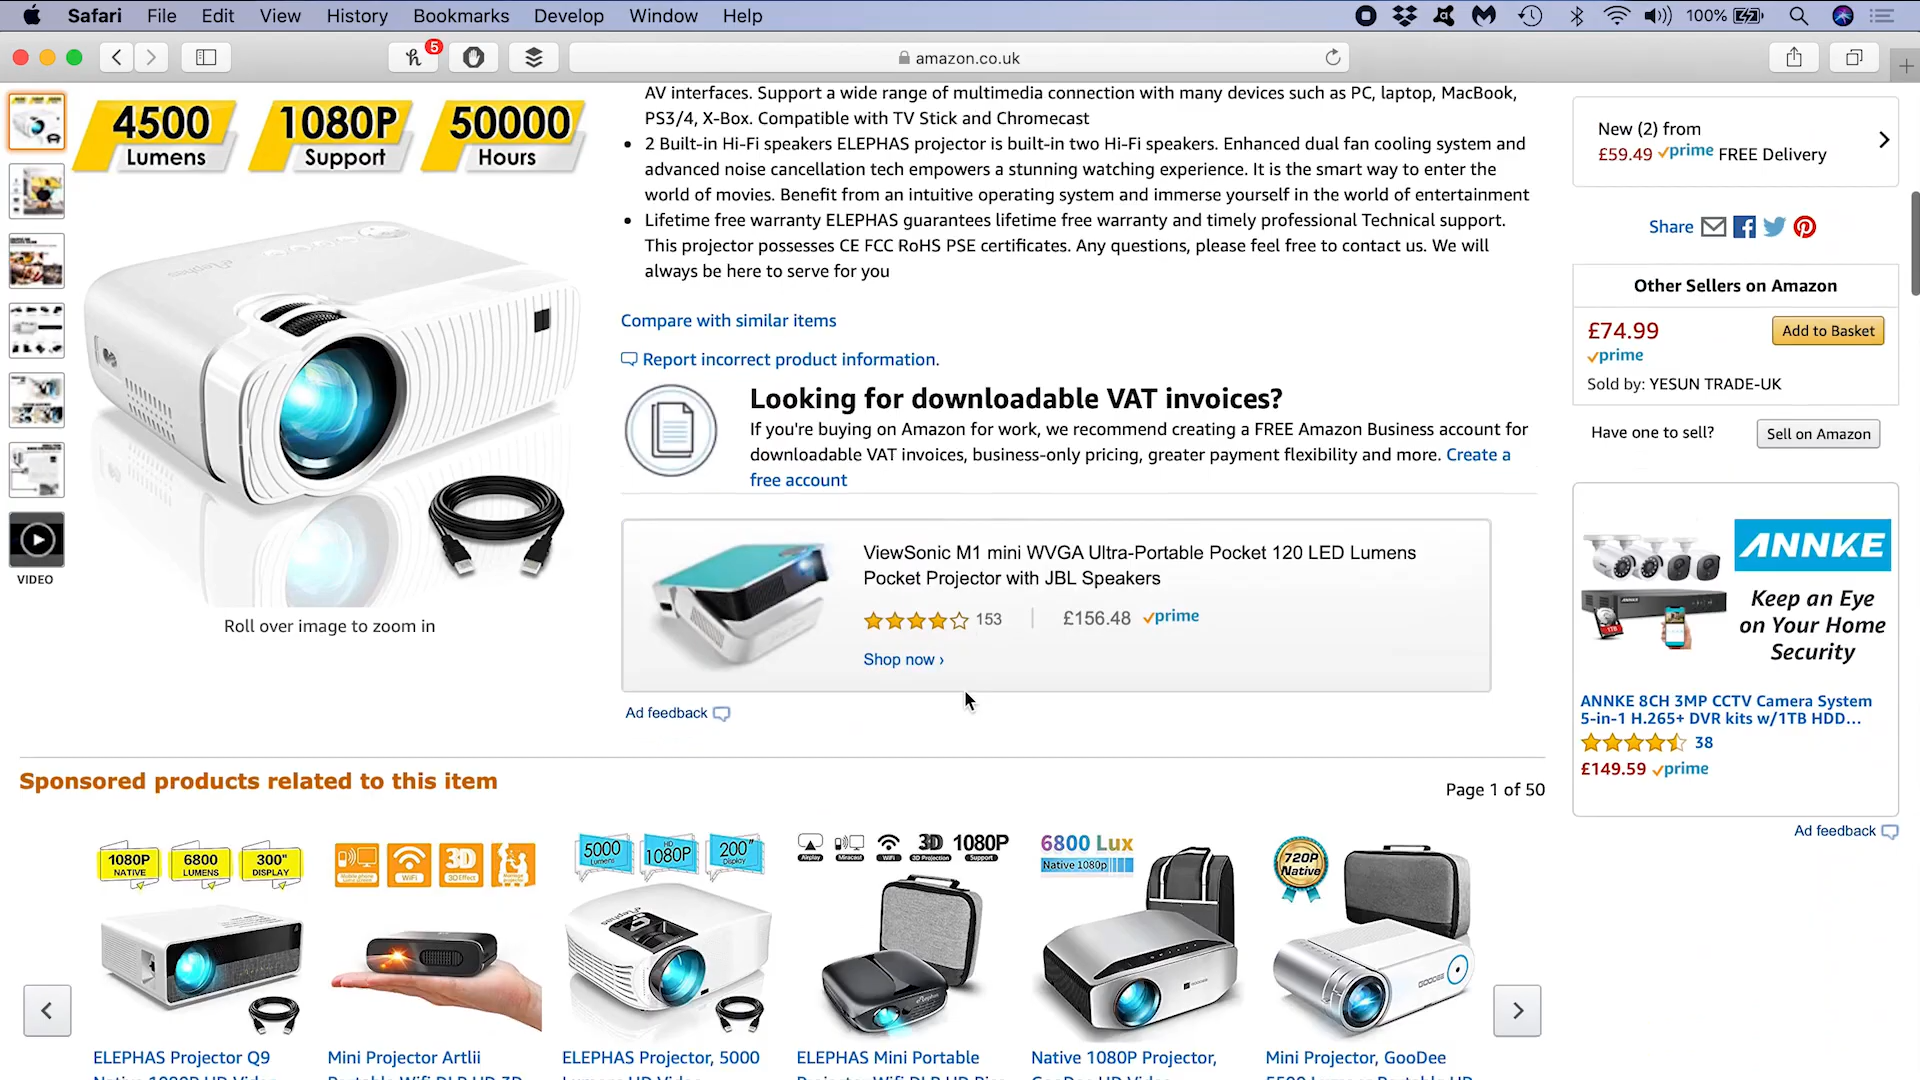 Safari File Edit View History Bookmarks Develop Window Help 100%
5 amazon.co.uk
4500 Lumens 1080P Support 50000 Hours
VIDEO
Roll over image to zoom in
AV interfaces. Support a wide range of multimedia connection with many devices such as PC, laptop, MacBook,
PS3/4, X-Box. Compatible with TV Stick and Chromecast
• 2 Built-in Hi-Fi speakers ELEPHAS projector is built-in two Hi-Fi speakers. Enhanced dual fan cooling system and
advanced noise cancellation tech empowers a stunning watching experience. It is the smart way to enter the
world of movies. Benefit from an intuitive operating system and immerse yourself in the world of entertainment
• Lifetime free warranty ELEPHAS guarantees lifetime free warranty and timely professional Technical support.
This projector possesses CE FCC RoHS PSE certificates. Any questions, please feel free to contact us. We will
always be here to serve for you
Compare with similar items
Report incorrect product information.
Looking for downloadable VAT invoices?
If you're buying on Amazon for work, we recommend creating a FREE Amazon Business account for
downloadable VAT invoices, business-only pricing, greater payment flexibility and more. Create a
free account
ViewSonic M1 mini WVGA Ultra-Portable Pocket 120 LED Lumens
Pocket Projector with JBL Speakers
153 £156.48 prime
Shop now ›
Ad feedback
New (2) from
£59.49 prime FREE Delivery
Share
Other Sellers on Amazon
£74.99 Add to Basket
prime
Sold by: YESUN TRADE-UK
Have one to sell? Sell on Amazon
ANNKE
Keep an Eye
on Your Home
Security
ANNKE 8CH 3MP CCTV Camera System
5-in-1 H.265+ DVR kits w/1TB HDD...
38
£149.59 prime
Ad feedback
Sponsored products related to this item
Page 1 of 50
1080P NATIVE 6800 LUMENS 300" DISPLAY
WiFi 3D
5000 Lumens HD 1080P 200" Display
Airplay Miracast WiFi 3D 3D Projection 1080P Support
6800 Lux
Native 1080p
720P Native
ELEPHAS Projector Q9
Mini Projector Artlii
ELEPHAS Projector, 5000
ELEPHAS Mini Portable
Native 1080P Projector,
Mini Projector, GooDee